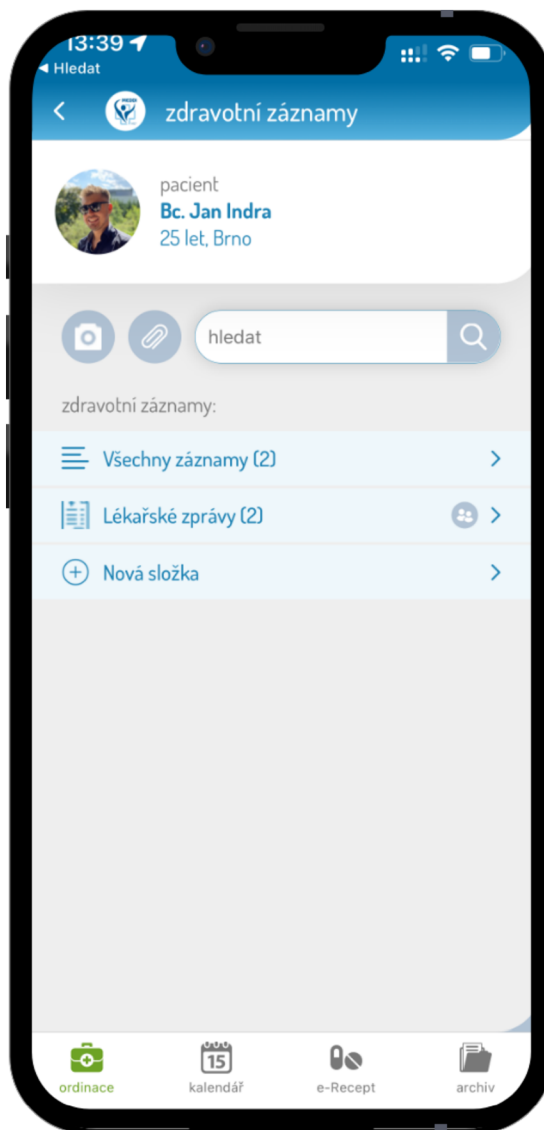 13:39
Hledat
zdravotní záznamy
pacient
Bc. Jan Indra
25 let, Brno
hledat
zdravotní záznamy:
Všechny záznamy (2)
Lékařské zprávy (2)
Nová složka
15
ordinace
kalendář
e-Recept
archiv